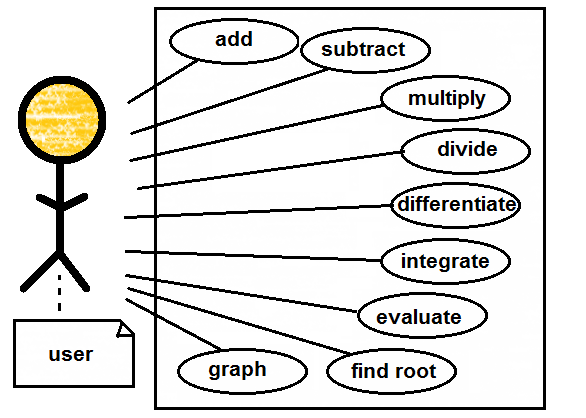 add
subtract
multiply
divide
differentiate
integrate
evaluate
find root
graph
user